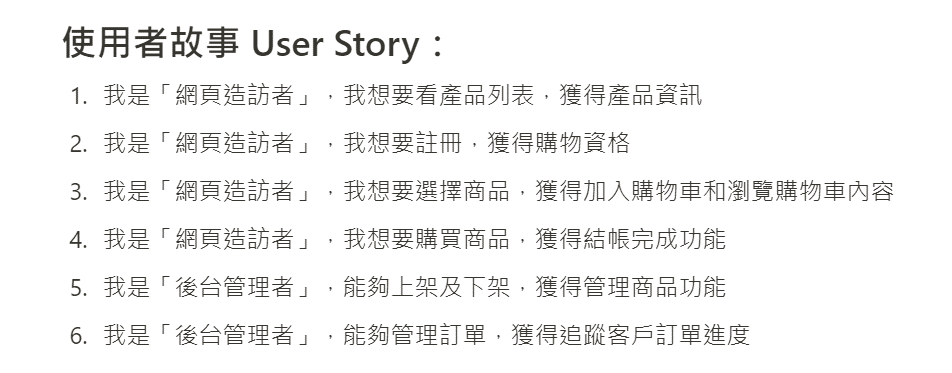 使用者故事 User Story：
1. 我是「網頁造訪者」，我想要看產品列表，獲得產品資訊
2. 我是「網頁造訪者」，我想要註冊，獲得購物資格
3. 我是「網頁造訪者」，我想要選擇商品，獲得加入購物車和瀏覽購物車內容
4. 我是「網頁造訪者」，我想要購買商品，獲得結帳完成功能
5. 我是「後台管理者」，能夠上架及下架，獲得管理商品功能
6. 我是「後台管理者」，能夠管理訂單，獲得追蹤客戶訂單進度